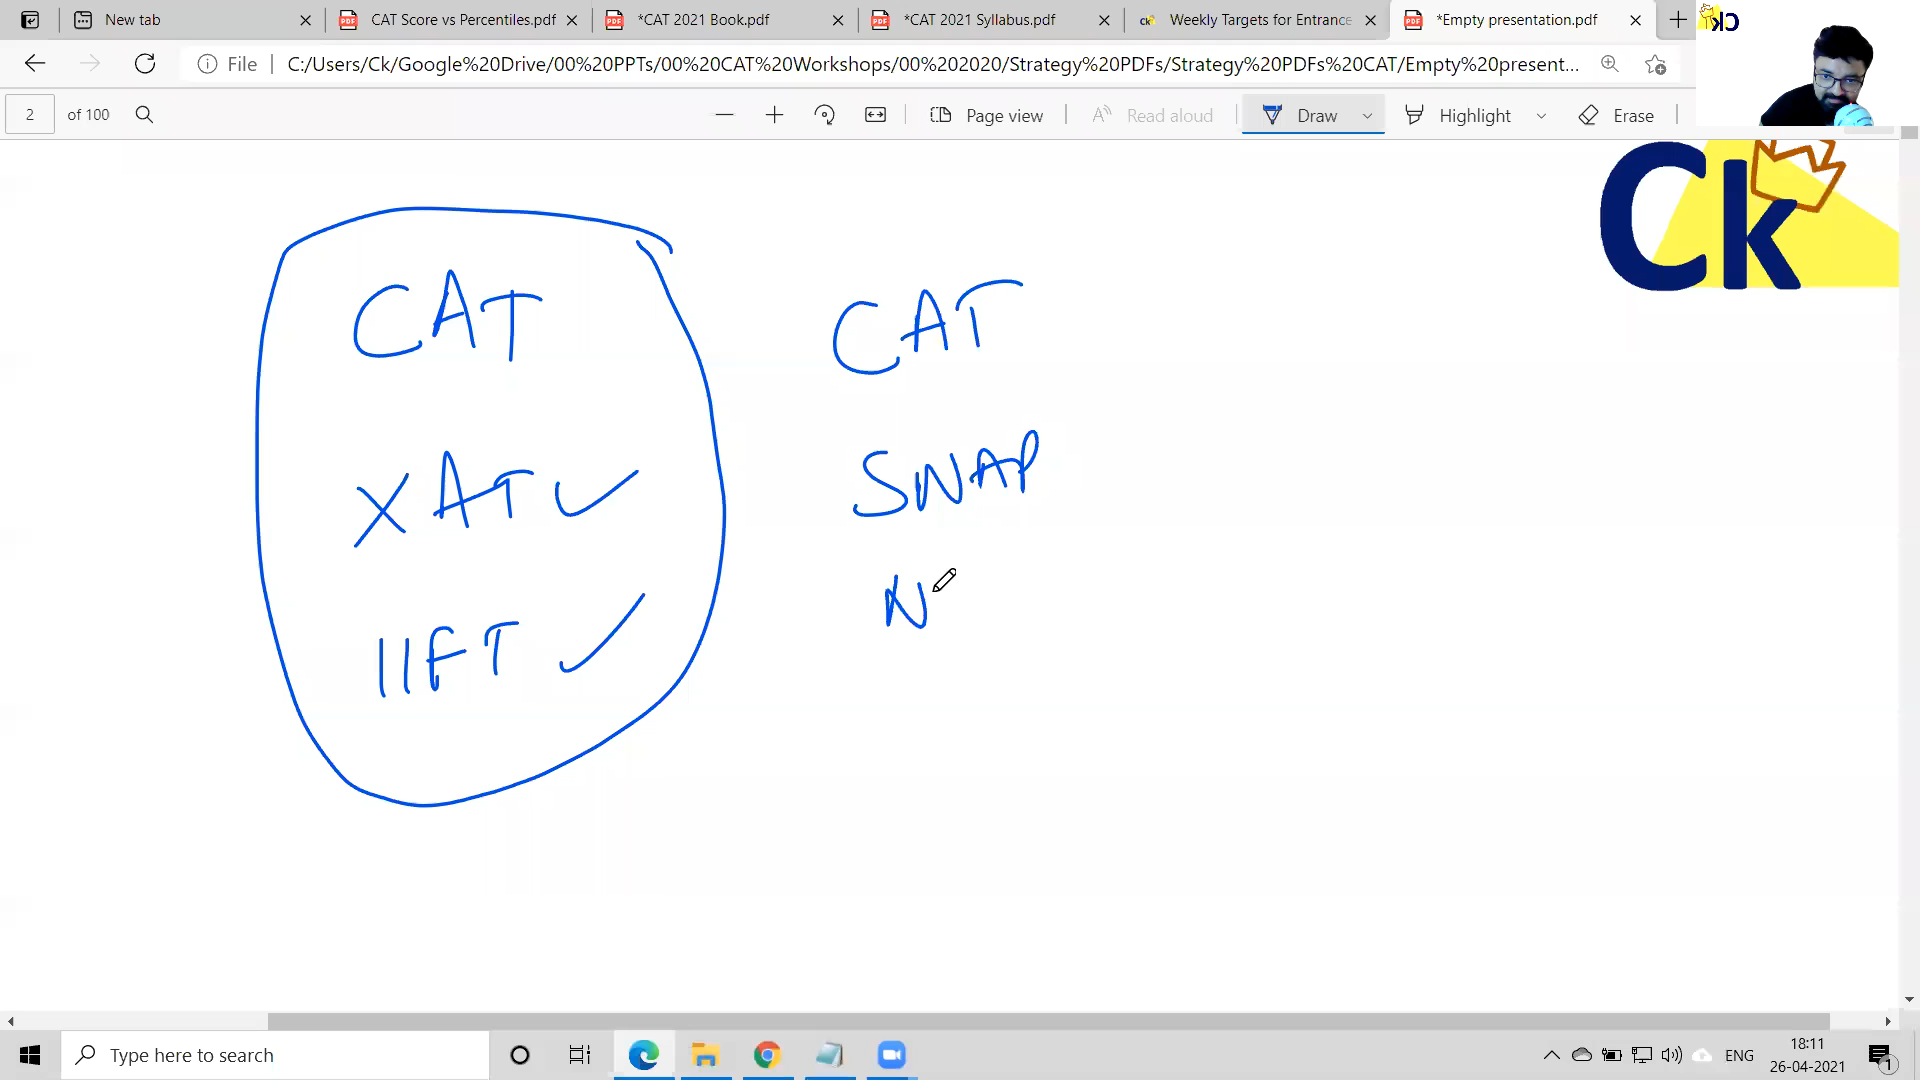 New tab
CAT Score vs Percentiles.pdf
*CAT 2021 Book.pdf
*CAT 2021 Syllabus.pdf
Weekly Targets for Entrance
*Empty presentation.pdf
File
C:/Users/Ck/Google%20Drive/00%20PPTs/00%20CAT%20Workshops/00%202020/Strategy%20PDFs/Strategy%20PDFs%20CAT/Empty%20present...
2 of 100
Page view
Read aloud
Draw
Highlight
Erase
Ck
CAT
XAT
IIFT
CAT
SNAP
N
Type here to search
ENG
18:11
26-04-2021
1